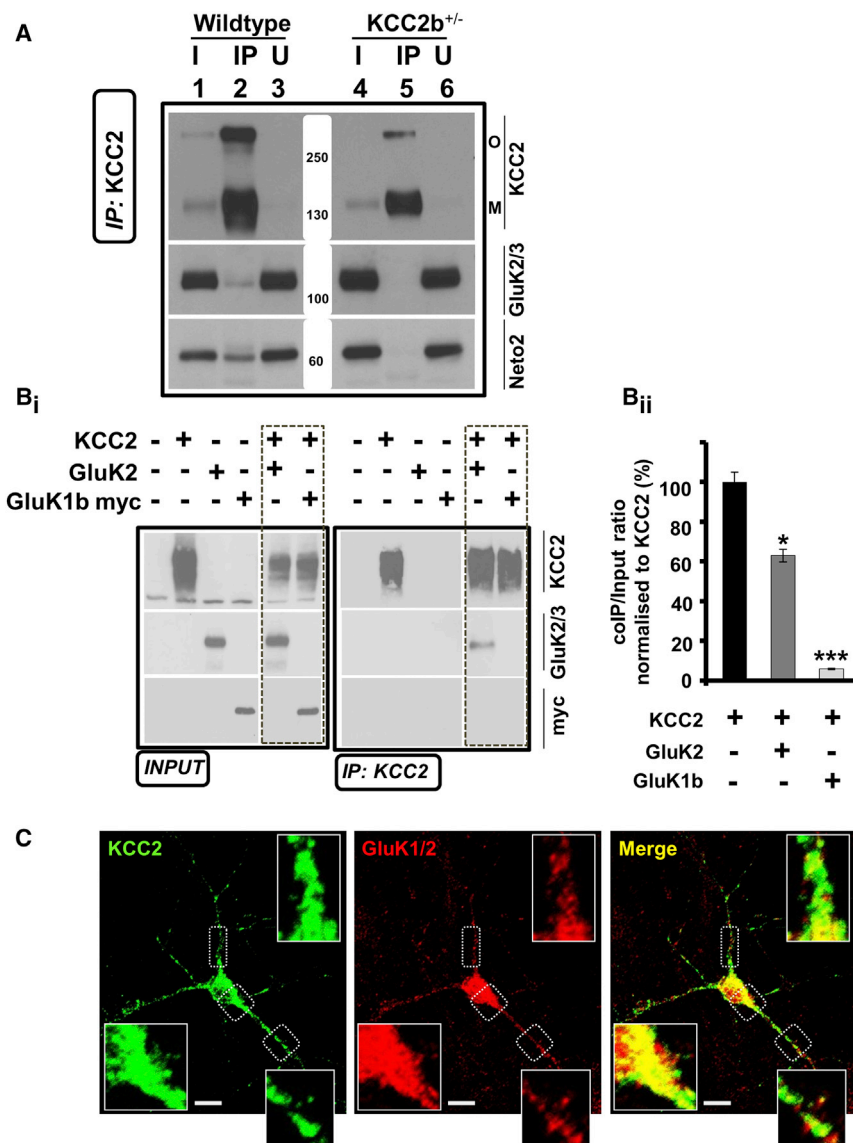 A
Wildtype KCC2b+/-
I IP U I IP U
1 2 3 4 5 6
IP: KCC2
250
130
O
M
KCC2
100
GluK2/3
60
Neto2
Bi
KCC2 - + - - + + - + - - + +
GluK2 - - + - + - - - + - + -
GluK1b myc - - - + - + - - - + - +
KCC2
GluK2/3
myc
INPUT
IP: KCC2
Bii
coIP/Input ratio
normalised to KCC2 (%)
100
80
60
40
20
0
*
***
KCC2 + + +
GluK2 - + -
GluK1b - - +
C
KCC2 GluK1/2 Merge